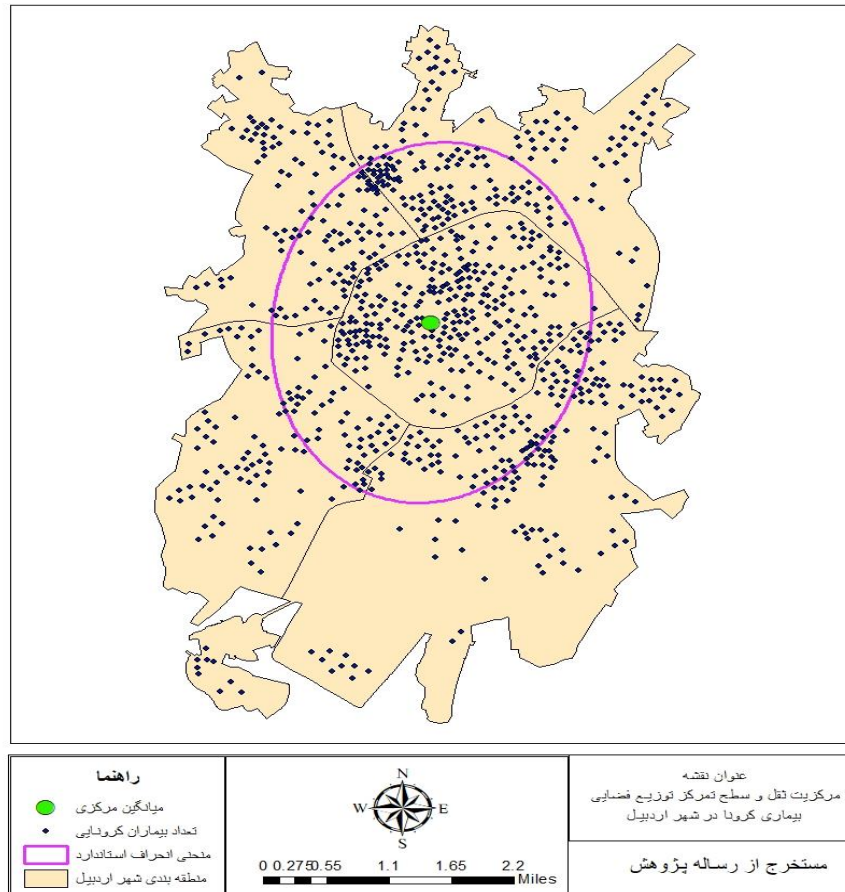 راهنما
میانگین مرکزی
تعداد بیماران کرونایی
منحنی انحراف استاندارد
منطقه بندی شهر اردبیل
N
W E
S
0 0.275 0.55 1.1 1.65 2.2
Miles
عنوان نقشه
مرکزیت ثقل و سطح تمرکز توزیع فضایی
بیماری کرونا در شهر اردبیل
مستخرج از رساله پژوهش